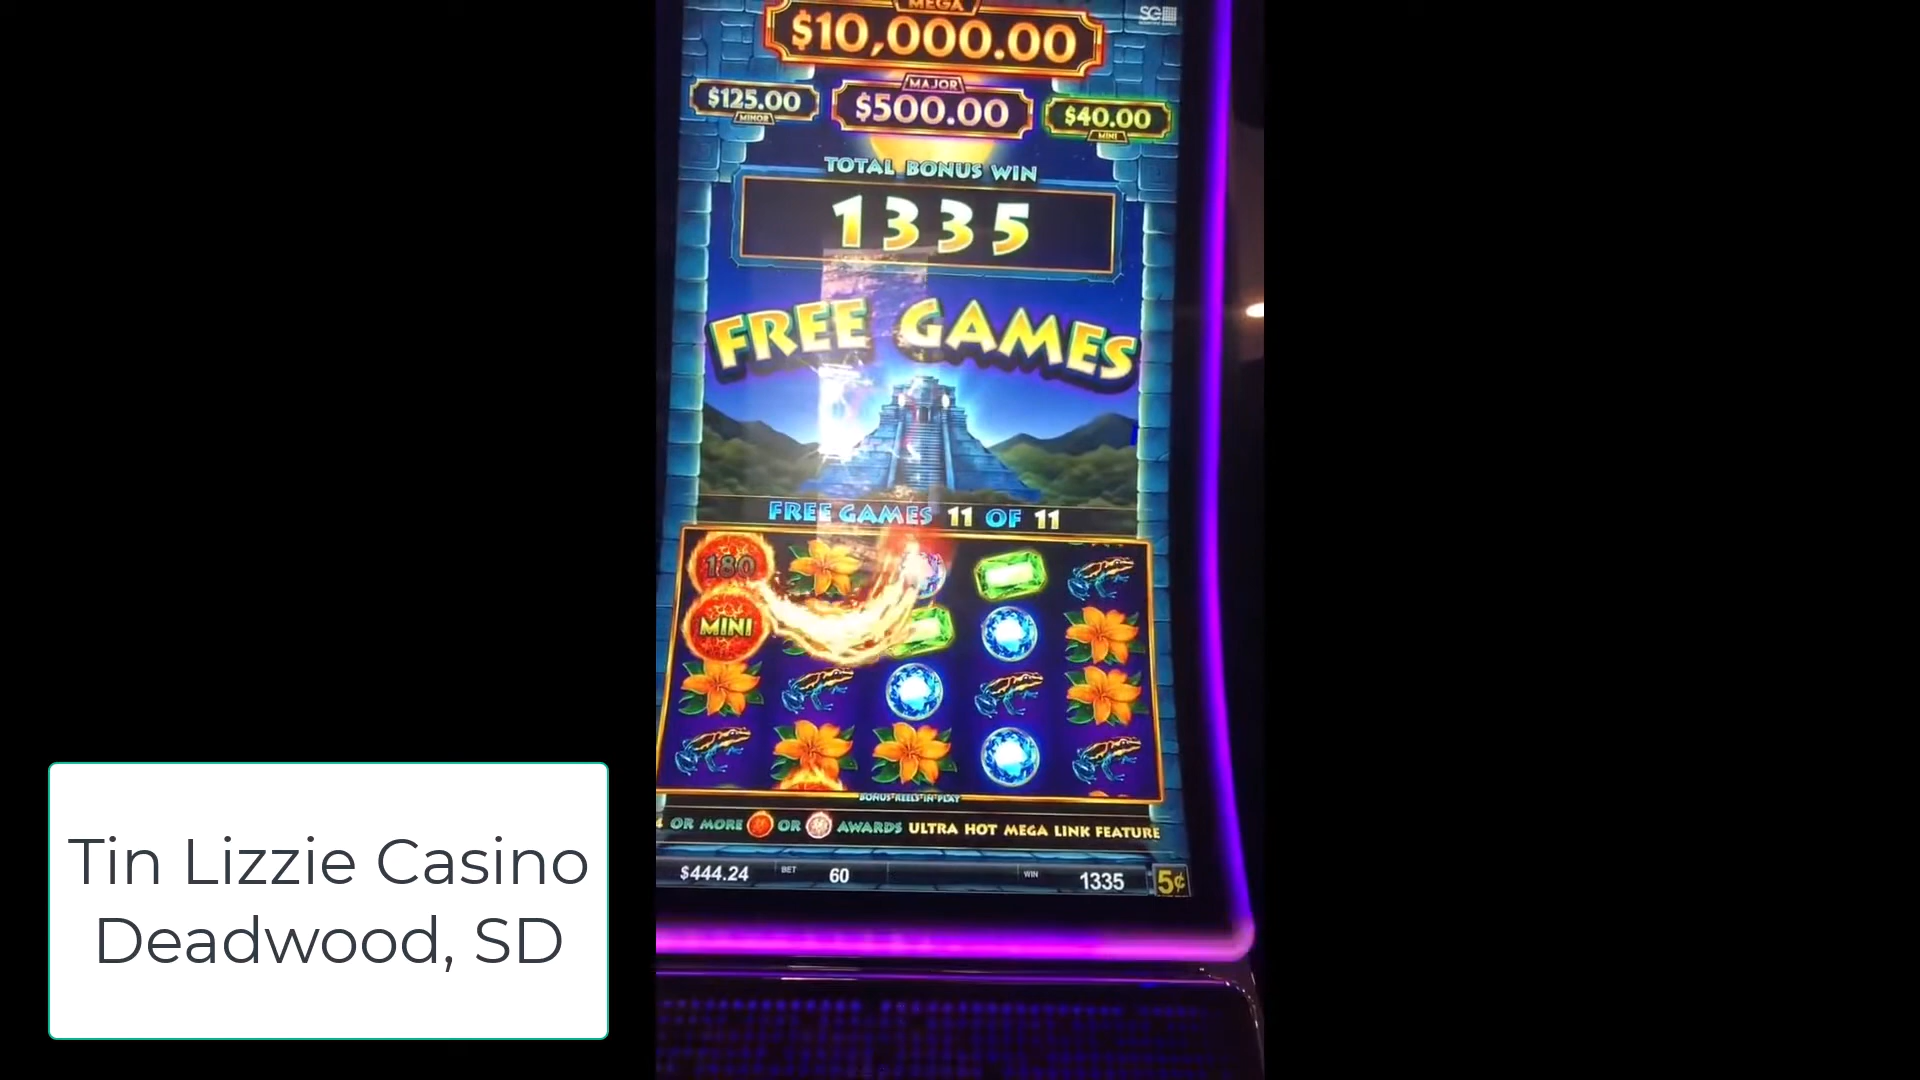 MEGA
SG
$10,000.00
MAJOR
$125.00
$500.00
$40.00
MINOR
MINI
TOTAL BONUS WIN
1335
FREE GAMES
FREE GAMES 11 OF 11
180
MINI
BONUS REELS IN PLAY
4 OR MORE OR AWARDS ULTRA HOT MEGA LINK FEATURE
$444.24 BET 60 WIN 1335 5¢
Tin Lizzie Casino
Deadwood, SD